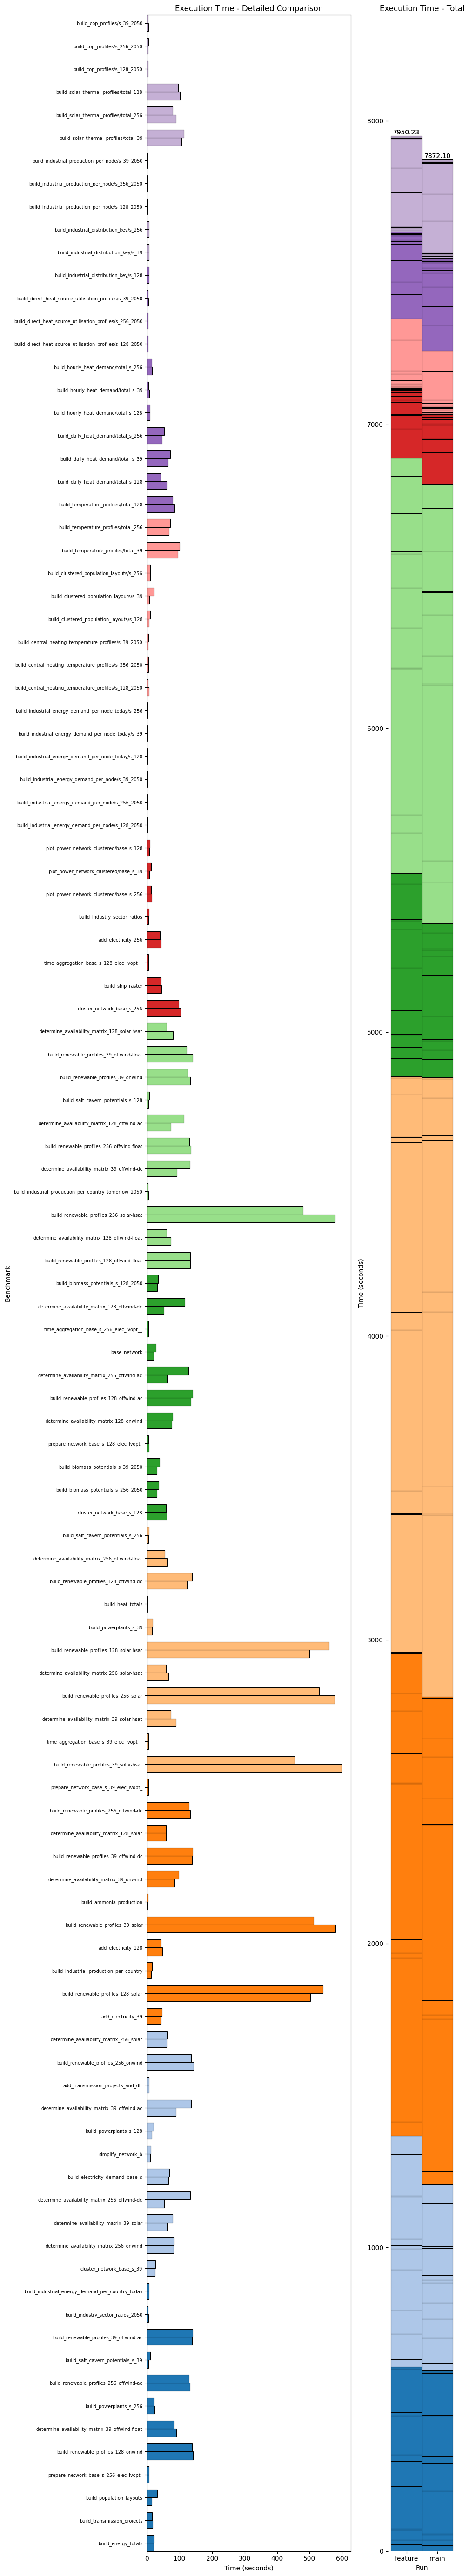 Execution Time - Detailed Comparison
build_cop_profiles/s_39_2050
build_cop_profiles/s_256_2050
build_cop_profiles/s_128_2050
build_solar_thermal_profiles/total_128
build_solar_thermal_profiles/total_256
build_solar_thermal_profiles/total_39
build_industrial_production_per_node/s_39_2050
build_industrial_production_per_node/s_256_2050
build_industrial_production_per_node/s_128_2050
build_industrial_distribution_key/s_256
build_industrial_distribution_key/s_39
build_industrial_distribution_key/s_128
build_direct_heat_source_utilisation_profiles/s_39_2050
build_direct_heat_source_utilisation_profiles/s_256_2050
build_direct_heat_source_utilisation_profiles/s_128_2050
build_hourly_heat_demand/total_s_256
build_hourly_heat_demand/total_s_39
build_hourly_heat_demand/total_s_128
build_daily_heat_demand/total_s_256
build_daily_heat_demand/total_s_39
build_daily_heat_demand/total_s_128
build_temperature_profiles/total_128
build_temperature_profiles/total_256
build_temperature_profiles/total_39
build_clustered_population_layouts/s_256
build_clustered_population_layouts/s_39
build_clustered_population_layouts/s_128
build_central_heating_temperature_profiles/s_39_2050
build_central_heating_temperature_profiles/s_256_2050
build_central_heating_temperature_profiles/s_128_2050
build_industrial_energy_demand_per_node_today/s_256
build_industrial_energy_demand_per_node_today/s_39
build_industrial_energy_demand_per_node_today/s_128
build_industrial_energy_demand_per_node/s_39_2050
build_industrial_energy_demand_per_node/s_256_2050
build_industrial_energy_demand_per_node/s_128_2050
plot_power_network_clustered/base_s_128
plot_power_network_clustered/base_s_39
plot_power_network_clustered/base_s_256
build_industry_sector_ratios
add_electricity_256
time_aggregation_base_s_128_elec_lvopt__
build_ship_raster
cluster_network_base_s_256
determine_availability_matrix_128_solar-hsat
build_renewable_profiles_39_offwind-float
build_renewable_profiles_39_onwind
build_salt_cavern_potentials_s_128
determine_availability_matrix_128_offwind-ac
build_renewable_profiles_256_offwind-float
determine_availability_matrix_39_offwind-dc
build_industrial_production_per_country_tomorrow_2050
build_renewable_profiles_256_solar-hsat
determine_availability_matrix_128_offwind-float
build_renewable_profiles_128_offwind-float
build_biomass_potentials_s_128_2050
determine_availability_matrix_128_offwind-dc
time_aggregation_base_s_256_elec_lvopt__
base_network
determine_availability_matrix_256_offwind-ac
build_renewable_profiles_128_offwind-ac
determine_availability_matrix_128_onwind
prepare_network_base_s_128_elec_lvopt_
build_biomass_potentials_s_39_2050
build_biomass_potentials_s_256_2050
cluster_network_base_s_128
build_salt_cavern_potentials_s_256
determine_availability_matrix_256_offwind-float
build_renewable_profiles_128_offwind-dc
build_heat_totals
build_powerplants_s_39
build_renewable_profiles_128_solar-hsat
determine_availability_matrix_256_solar-hsat
build_renewable_profiles_256_solar
determine_availability_matrix_39_solar-hsat
time_aggregation_base_s_39_elec_lvopt__
build_renewable_profiles_39_solar-hsat
prepare_network_base_s_39_elec_lvopt_
build_renewable_profiles_256_offwind-dc
determine_availability_matrix_128_solar
build_renewable_profiles_39_offwind-dc
determine_availability_matrix_39_onwind
build_ammonia_production
build_renewable_profiles_39_solar
add_electricity_128
build_industrial_production_per_country
build_renewable_profiles_128_solar
add_electricity_39
determine_availability_matrix_256_solar
build_renewable_profiles_256_onwind
add_transmission_projects_and_dlr
determine_availability_matrix_39_offwind-ac
build_powerplants_s_128
simplify_network_b
build_electricity_demand_base_s
determine_availability_matrix_256_offwind-dc
determine_availability_matrix_39_solar
determine_availability_matrix_256_onwind
cluster_network_base_s_39
build_industrial_energy_demand_per_country_today
build_industry_sector_ratios_2050
build_renewable_profiles_39_offwind-ac
build_salt_cavern_potentials_s_39
build_renewable_profiles_256_offwind-ac
build_powerplants_s_256
determine_availability_matrix_39_offwind-float
build_renewable_profiles_128_onwind
prepare_network_base_s_256_elec_lvopt_
build_population_layouts
build_transmission_projects
build_energy_totals
Benchmark
0 100 200 300 400 500 600
Time (seconds)
Execution Time - Total
7950.23
7872.10
8000
7000
6000
5000
4000
3000
2000
1000
0
Time (seconds)
feature main
Run